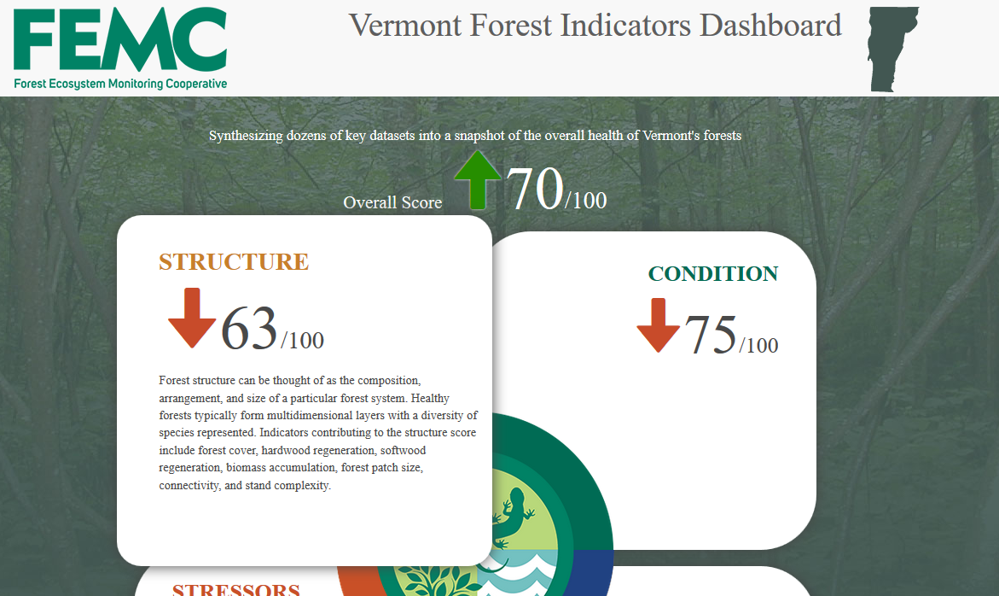 FEMC
Forest Ecosystem Monitoring Cooperative
Vermont Forest Indicators Dashboard
Synthesizing dozens of key datasets into a snapshot of the overall health of Vermont's forests
Overall Score 70/100
STRUCTURE
63/100
Forest structure can be thought of as the composition,
arrangement, and size of a particular forest system. Healthy
forests typically form multidimensional layers with a diversity of
species represented. Indicators contributing to the structure score
include forest cover, hardwood regeneration, softwood
regeneration, biomass accumulation, forest patch size,
connectivity, and stand complexity.
CONDITION
75/100
STRESSORS